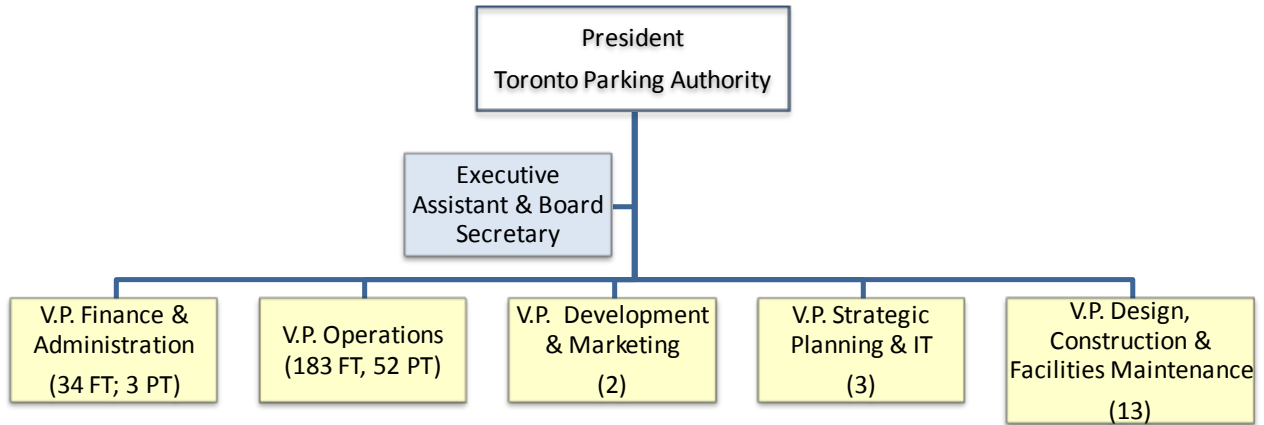 President
Toronto Parking Authority
Executive
Assistant & Board
Secretary
V.P. Finance &
Administration
(34 FT; 3 PT)
V.P. Operations
(183 FT, 52 PT)
V.P. Development
& Marketing
(2)
V.P. Strategic
Planning & IT
(3)
V.P. Design,
Construction &
Facilities Maintenance
(13)